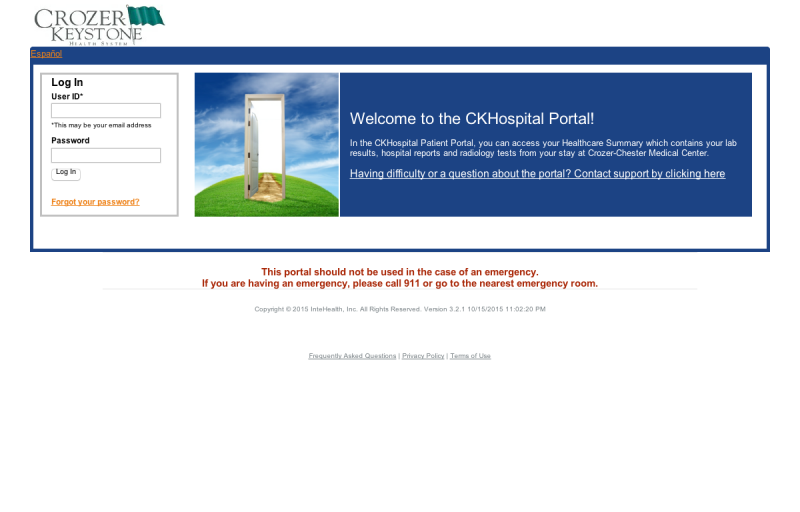 CROZER
KEYSTONE
HEALTH SYSTEM
Español
Log In
User ID*
*This may be your email address
Password
Log In
Forgot your password?
Welcome to the CKHospital Portal!
In the CKHospital Patient Portal, you can access your Healthcare Summary which contains your lab
results, hospital reports and radiology tests from your stay at Crozer-Chester Medical Center.
Having difficulty or a question about the portal? Contact support by clicking here
This portal should not be used in the case of an emergency.
If you are having an emergency, please call 911 or go to the nearest emergency room.
Copyright © 2015 InteHealth, Inc. All Rights Reserved. Version 3.2.1 10/15/2015 11:02:20 PM
Frequently Asked Questions | Privacy Policy | Terms of Use